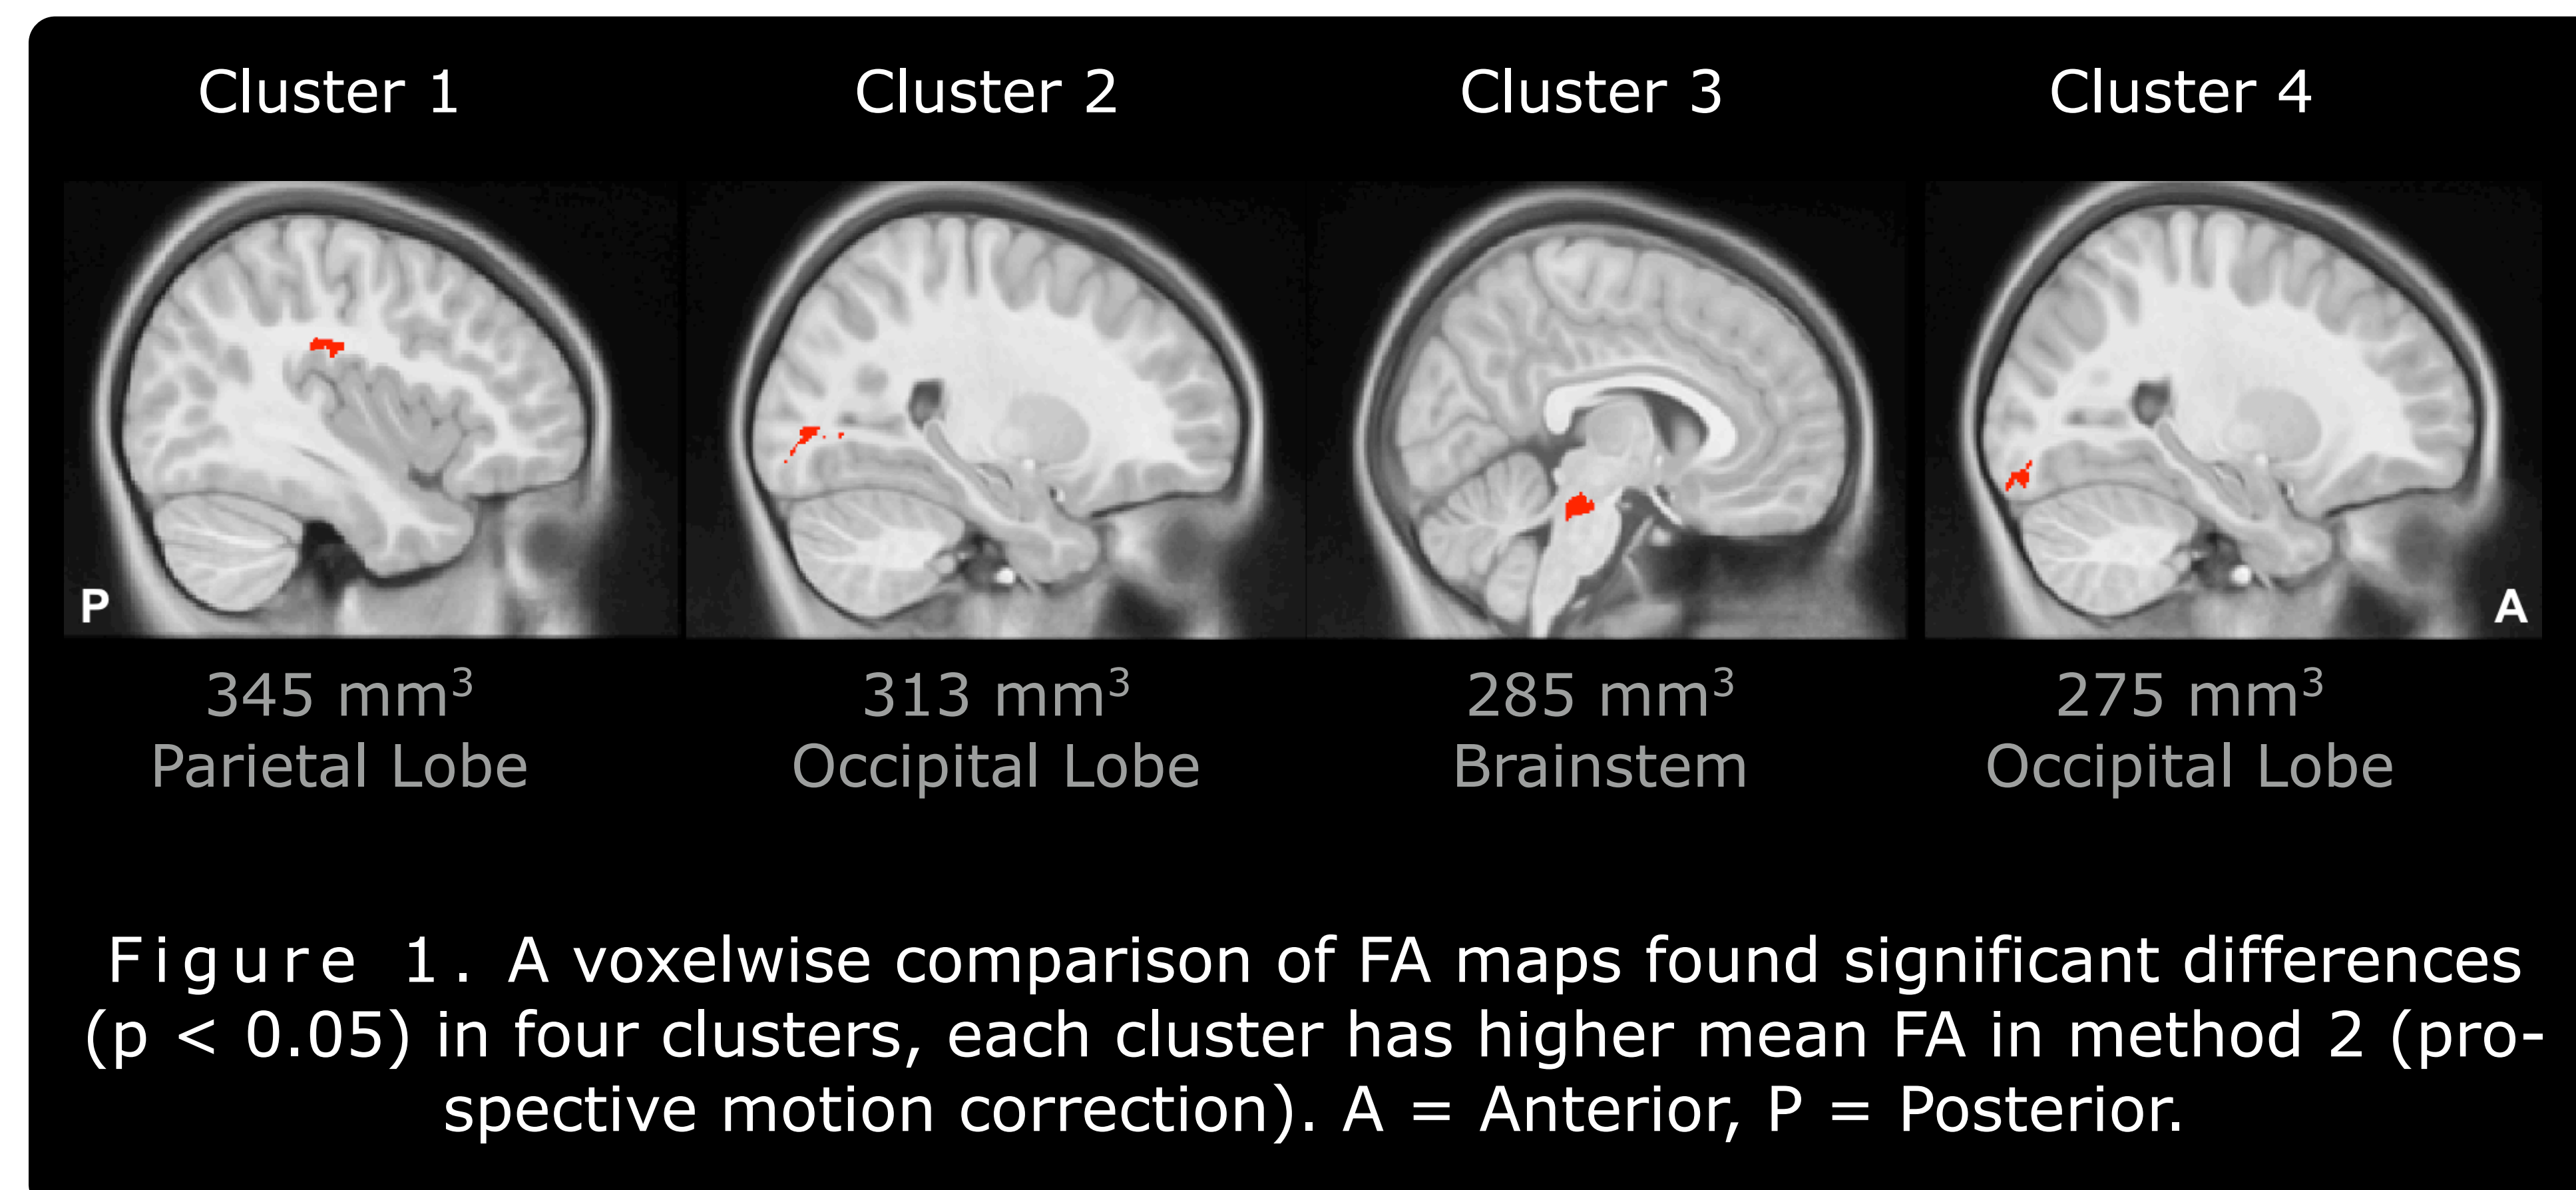 Cluster 1 Cluster 2 Cluster 3 Cluster 4
P A
345 mm³ 313 mm³ 285 mm³ 275 mm³
Parietal Lobe Occipital Lobe Brainstem Occipital Lobe
Figure 1. A voxelwise comparison of FA maps found significant differences
(p < 0.05) in four clusters, each cluster has higher mean FA in method 2 (pro-
spective motion correction). A = Anterior, P = Posterior.